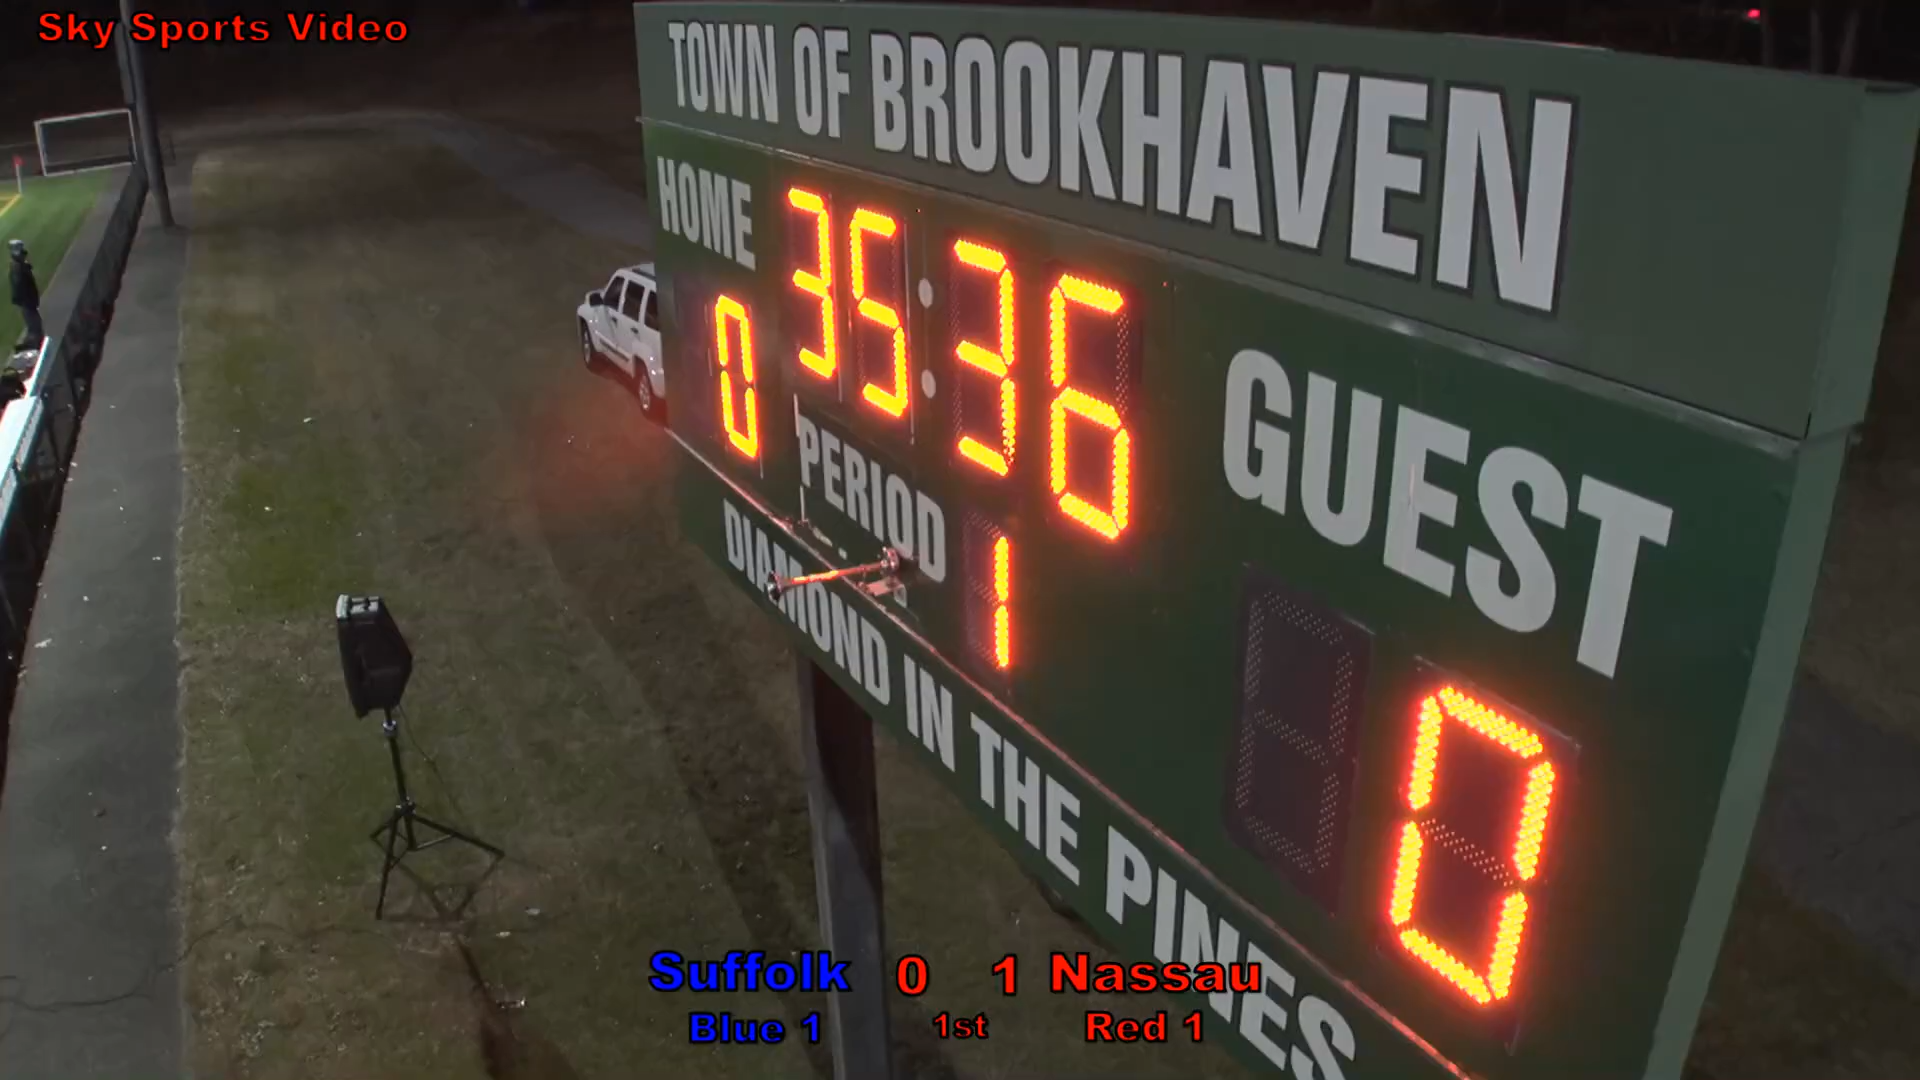 Sky Sports Video
TOWN OF BROOKHAVEN
HOME
35:36
0
GUEST
PERIOD
1
0
DIAMOND IN THE PINES
Suffolk 0 1 Nassau
Blue 1 1st Red 1